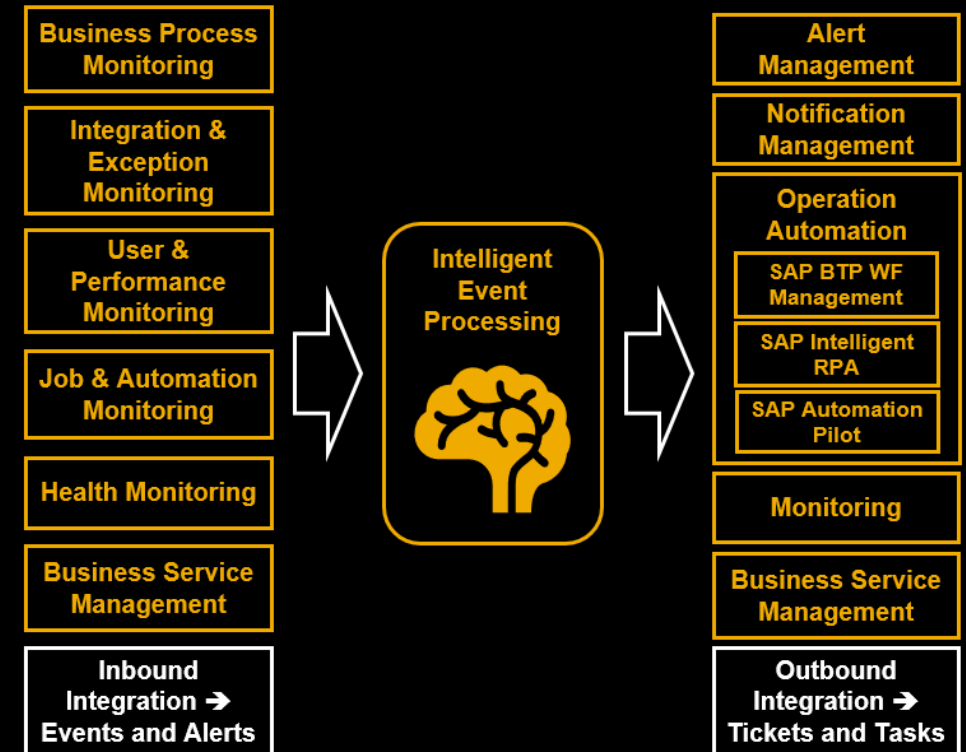 Business Process
Monitoring
Integration &
Exception
Monitoring
User &
Performance
Monitoring
Job & Automation
Monitoring
Health Monitoring
Business Service
Management
Inbound
Integration ➔
Events and Alerts
Intelligent
Event
Processing
Alert
Management
Notification
Management
Operation
Automation
SAP BTP WF
Management
SAP Intelligent
RPA
SAP Automation
Pilot
Monitoring
Business Service
Management
Outbound
Integration ➔
Tickets and Tasks